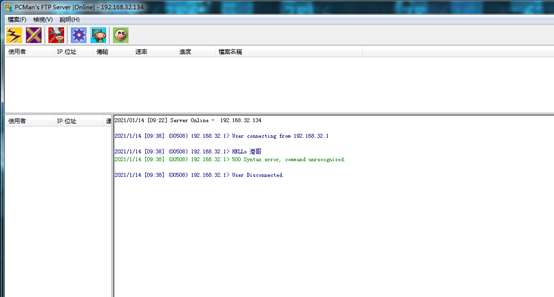 PCMan's FTP Server [Online] - 192.168.32.134
檔案(F) 檢視(V) 說明(H)
使用者 IP 位址 傳輸 速率 進度 檔案名稱
使用者 IP 位址 速
2021/01/14 [09:22] Server Online - 192.168.32.134
2021/1/14 [09:38] (00508) 192.168.32.1> User connecting from 192.168.32.1
2021/1/14 [09:38] (00508) 192.168.32.1> HELLo
2021/1/14 [09:38] (00508) 192.168.32.1> 500 Syntax error, command unrecognized.
2021/1/14 [09:38] (00508) 192.168.32.1> User Disconnected.